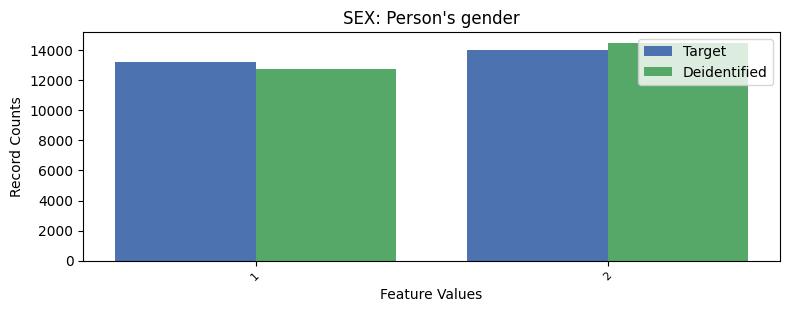 SEX: Person's gender
Target
Deidentified
14000
12000
10000
8000
6000
4000
2000
0
Record Counts
1
2
Feature Values